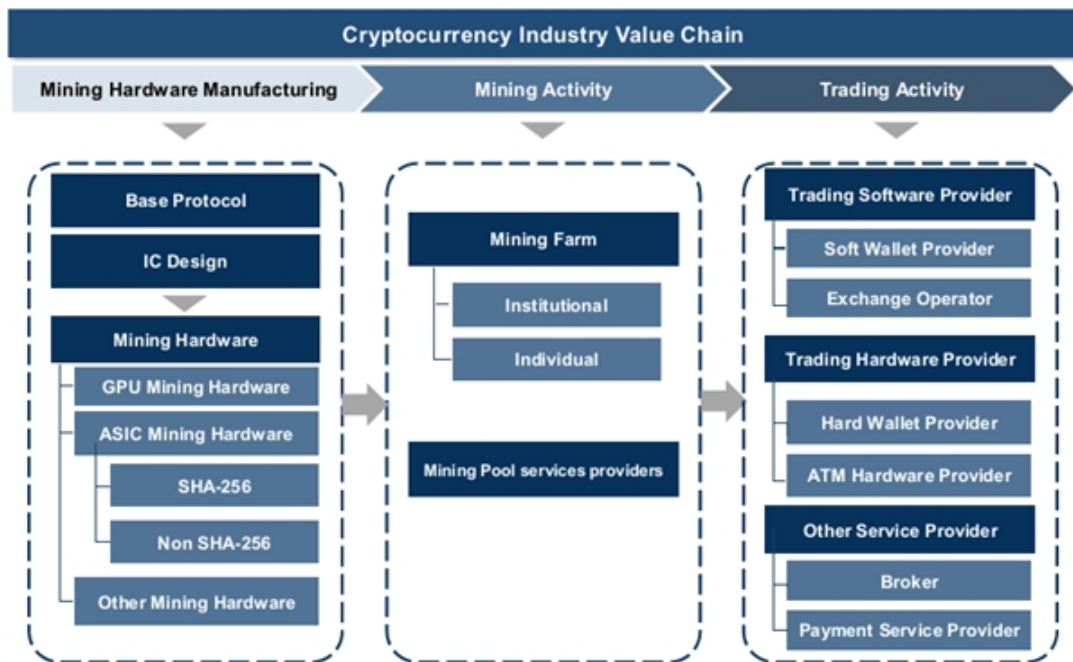 Cryptocurrency Industry Value Chain
Mining Hardware Manufacturing
Mining Activity
Trading Activity
Base Protocol
IC Design
Mining Hardware
GPU Mining Hardware
ASIC Mining Hardware
SHA-256
Non SHA-256
Other Mining Hardware
Mining Farm
Institutional
Individual
Mining Pool services providers
Trading Software Provider
Soft Wallet Provider
Exchange Operator
Trading Hardware Provider
Hard Wallet Provider
ATM Hardware Provider
Other Service Provider
Broker
Payment Service Provider